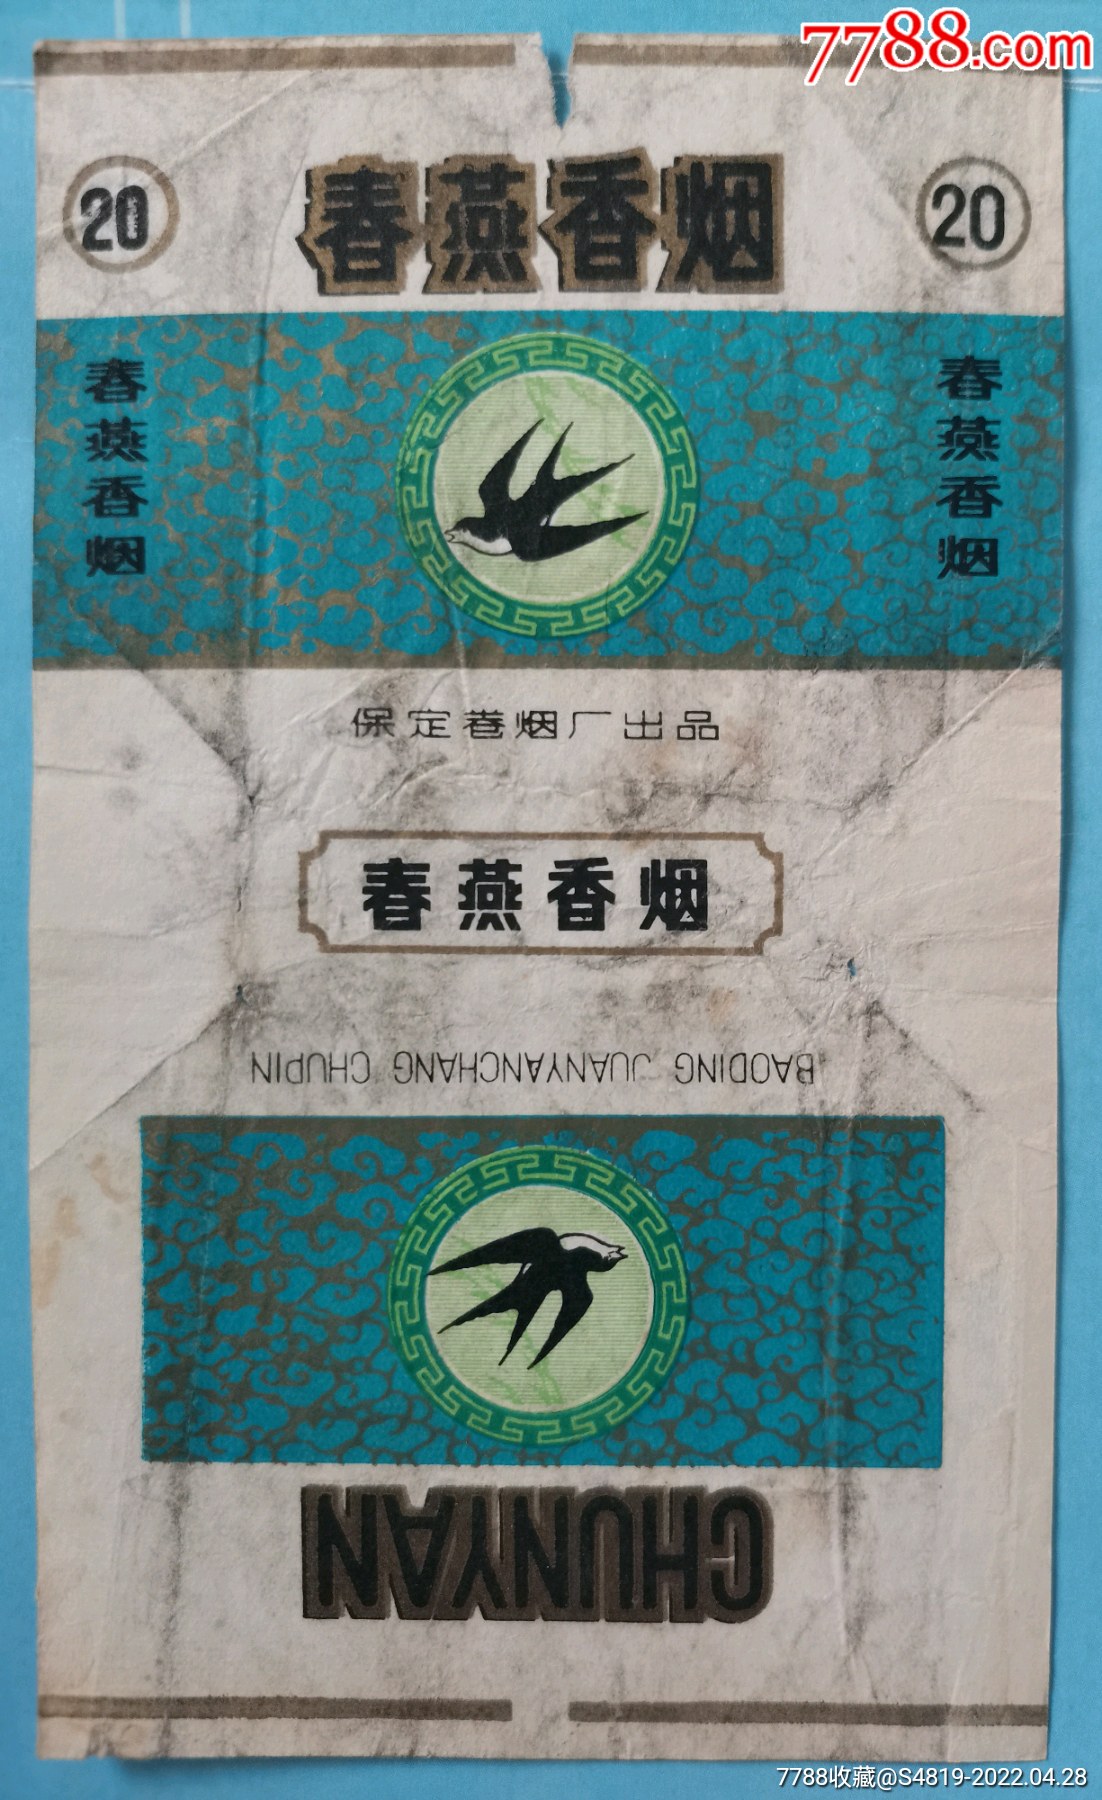 7788.com
20
春燕香烟
20
春燕香烟
春燕香烟
保定卷烟厂出品
春燕香烟
BAODING JUANYANCHANG CHUPIN
CHUNYAN
7788收藏@S4819-2022.04.28